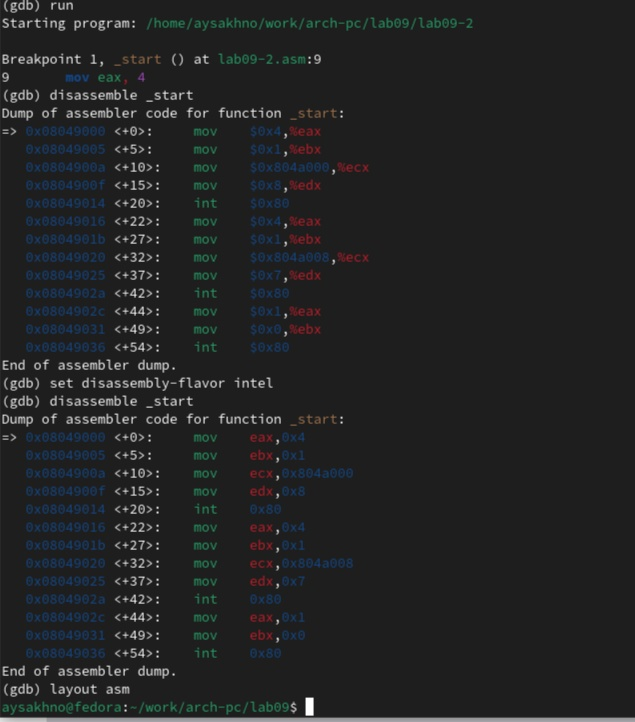 (gdb) run
Starting program: /home/aysakhno/work/arch-pc/lab09/lab09-2
Breakpoint 1, _start () at lab09-2.asm:9
9       mov eax, 4
(gdb) disassemble _start
Dump of assembler code for function _start:
=> 0x08049000 <+0>:     mov    $0x4,%eax
   0x08049005 <+5>:     mov    $0x1,%ebx
   0x0804900a <+10>:    mov    $0x804a000,%ecx
   0x0804900f <+15>:    mov    $0x8,%edx
   0x08049014 <+20>:    int    $0x80
   0x08049016 <+22>:    mov    $0x4,%eax
   0x0804901b <+27>:    mov    $0x1,%ebx
   0x08049020 <+32>:    mov    $0x804a008,%ecx
   0x08049025 <+37>:    mov    $0x7,%edx
   0x0804902a <+42>:    int    $0x80
   0x0804902c <+44>:    mov    $0x1,%eax
   0x08049031 <+49>:    mov    $0x0,%ebx
   0x08049036 <+54>:    int    $0x80
End of assembler dump.
(gdb) set disassembly-flavor intel
(gdb) disassemble _start
Dump of assembler code for function _start:
=> 0x08049000 <+0>:     mov    eax,0x4
   0x08049005 <+5>:     mov    ebx,0x1
   0x0804900a <+10>:    mov    ecx,0x804a000
   0x0804900f <+15>:    mov    edx,0x8
   0x08049014 <+20>:    int    0x80
   0x08049016 <+22>:    mov    eax,0x4
   0x0804901b <+27>:    mov    ebx,0x1
   0x08049020 <+32>:    mov    ecx,0x804a008
   0x08049025 <+37>:    mov    edx,0x7
   0x0804902a <+42>:    int    0x80
   0x0804902c <+44>:    mov    eax,0x1
   0x08049031 <+49>:    mov    ebx,0x0
   0x08049036 <+54>:    int    0x80
End of assembler dump.
(gdb) layout asm
aysakhno@fedora:~/work/arch-pc/lab09$